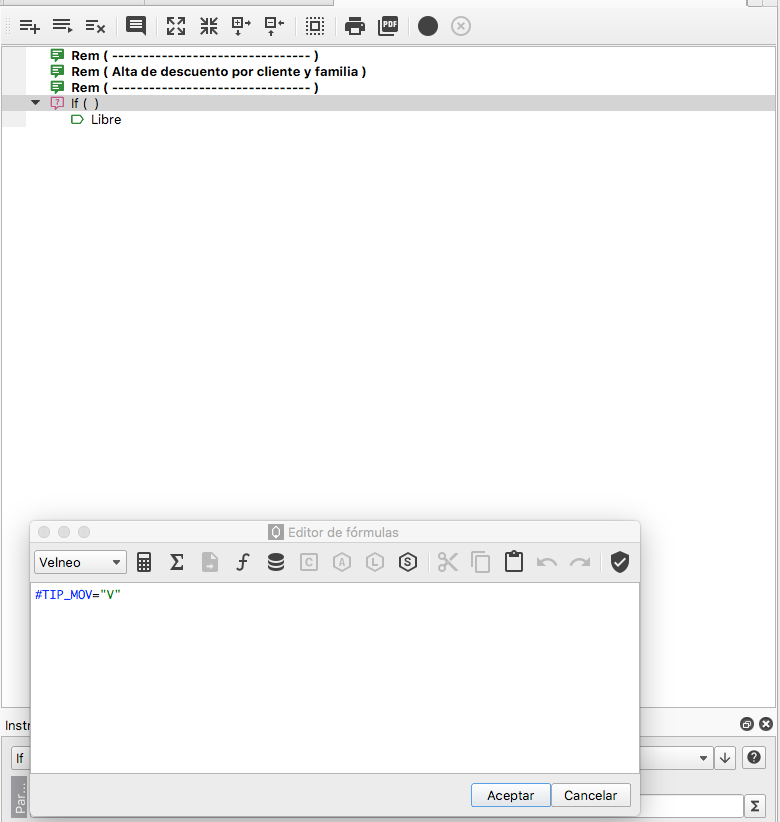 PDF
Rem ( -------------------------------- )
Rem ( Alta de descuento por cliente y familia )
Rem ( -------------------------------- )
If ( )
Libre
Editor de fórmulas
Velneo
C A L S
#TIP_MOV="V"
Instr
If
Par...
Aceptar Cancelar